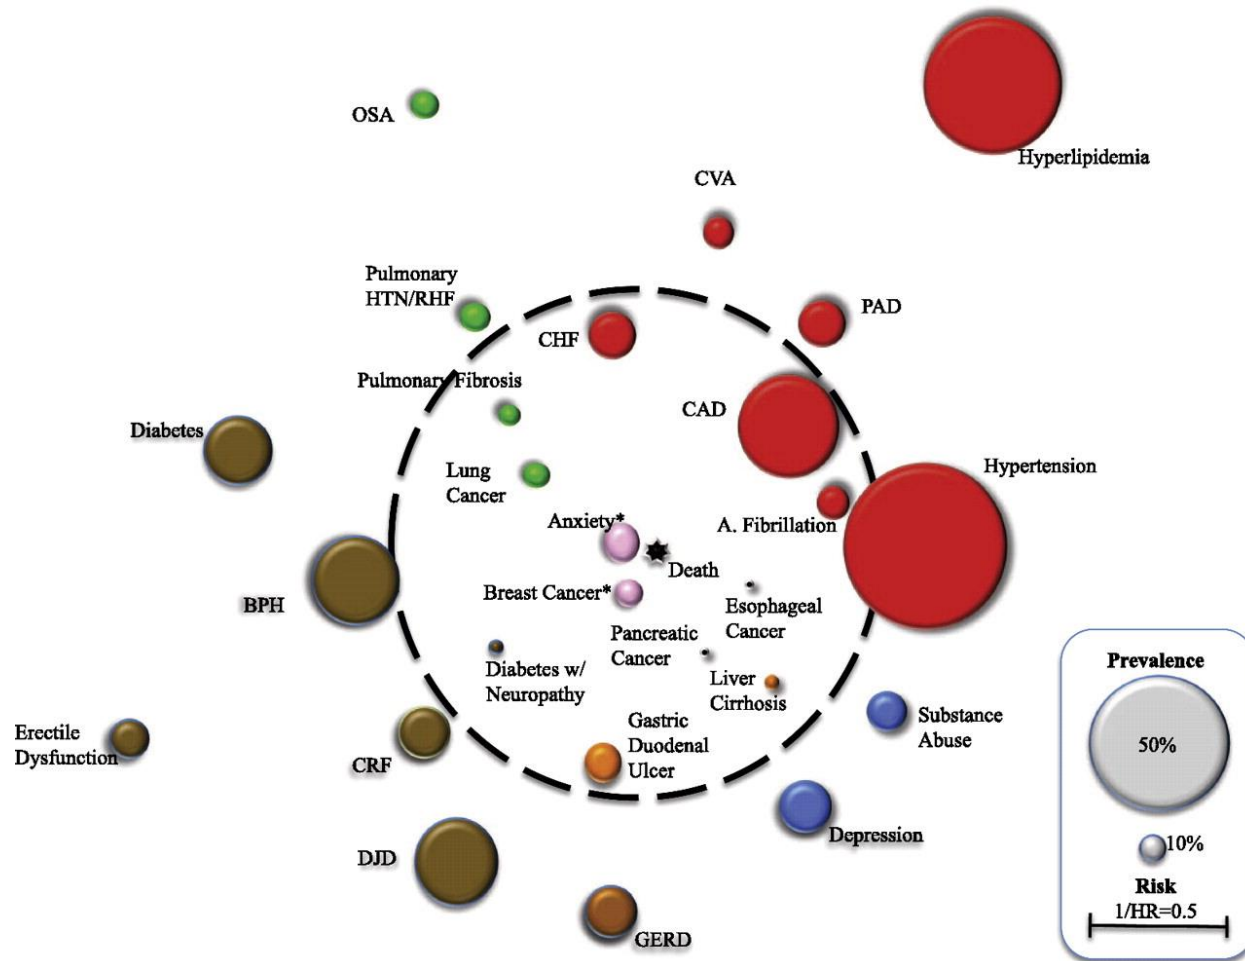 OSA
Hyperlipidemia
CVA
Pulmonary
HTN/RHF
PAD
CHF
Pulmonary Fibrosis
CAD
Diabetes
Hypertension
Lung
Cancer
Anxiety*
A. Fibrillation
Death
Breast Cancer*
BPH
Esophageal
Cancer
Pancreatic
Cancer
Diabetes w/
Neuropathy
Liver
Cirrhosis
Erectile
Dysfunction
CRF
Gastric
Duodenal
Ulcer
Substance
Abuse
DJD
Depression
GERD
Prevalence
50%
10%
Risk
1/HR=0.5